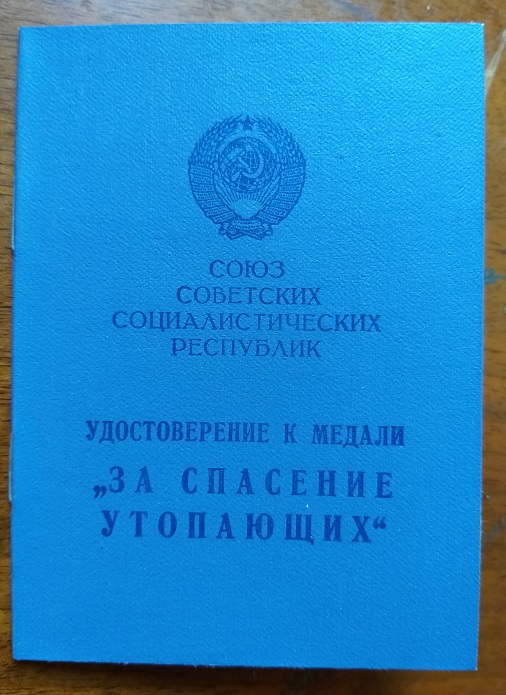 СОЮЗ
СОВЕТСКИХ
СОЦИАЛИСТИЧЕСКИХ
РЕСПУБЛИК
УДОСТОВЕРЕНИЕ К МЕДАЛИ
„ЗА СПАСЕНИЕ
УТОПАЮЩИХ“